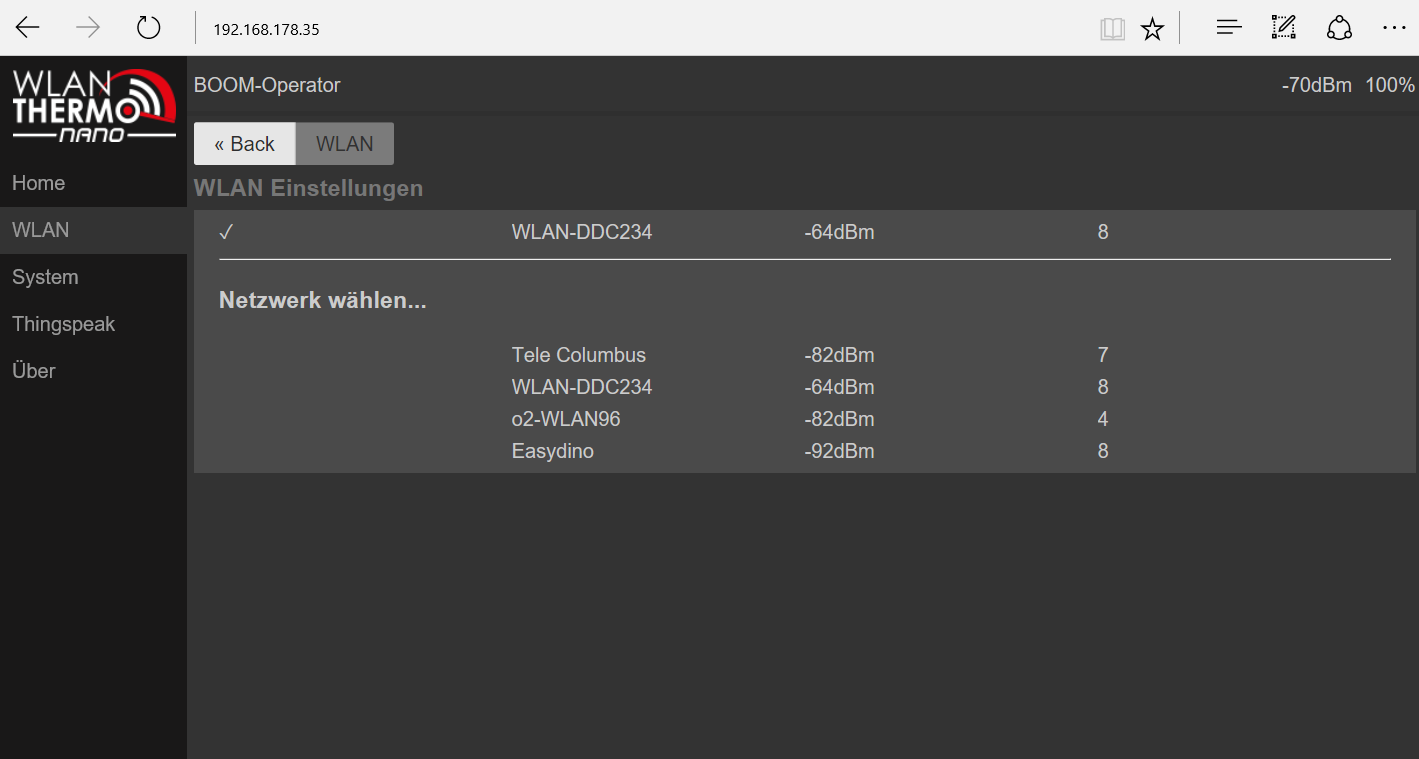 192.168.178.35
WLAN
THERMO
NANO
BOOM-Operator -70dBm 100%
« Back WLAN
WLAN Einstellungen
Home
WLAN
System
Thingspeak
Über
✓ WLAN-DDC234 -64dBm 8
Netzwerk wählen...
Tele Columbus -82dBm 7
WLAN-DDC234 -64dBm 8
o2-WLAN96 -82dBm 4
Easydino -92dBm 8